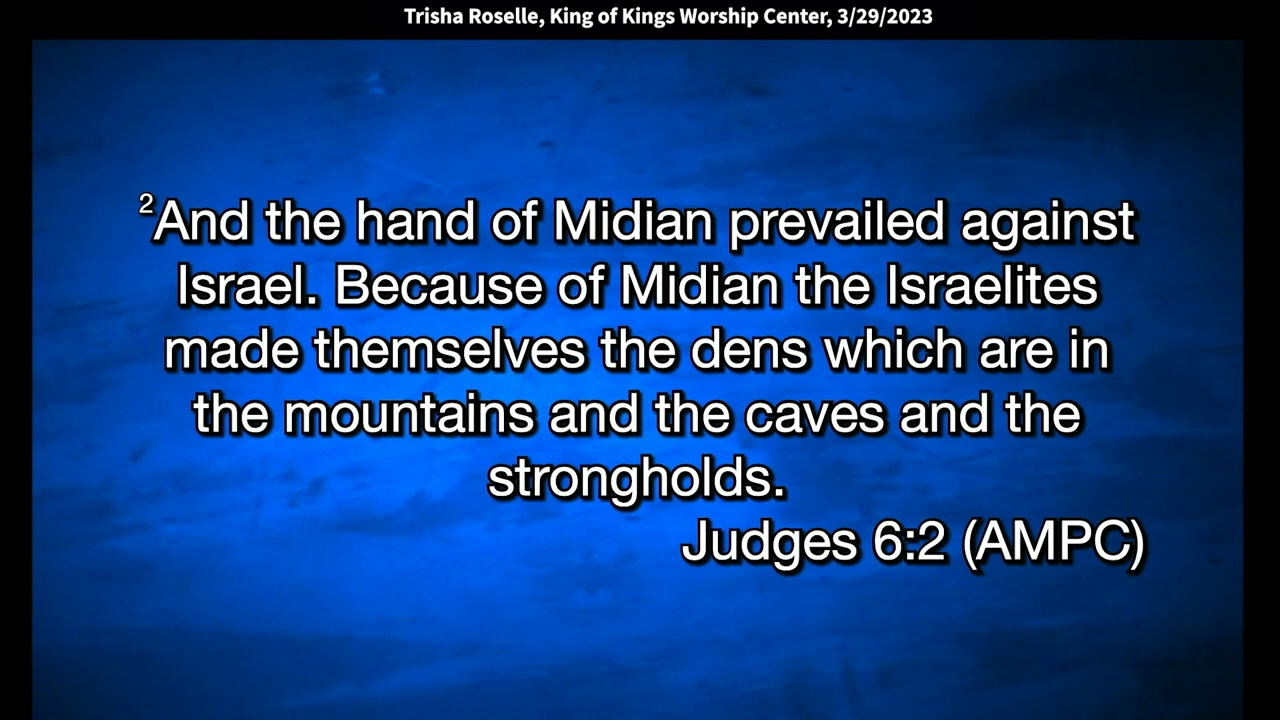 Trisha Roselle, King of Kings Worship Center, 3/29/2023
²And the hand of Midian prevailed against
Israel. Because of Midian the Israelites
made themselves the dens which are in
the mountains and the caves and the
strongholds.
Judges 6:2 (AMPC)